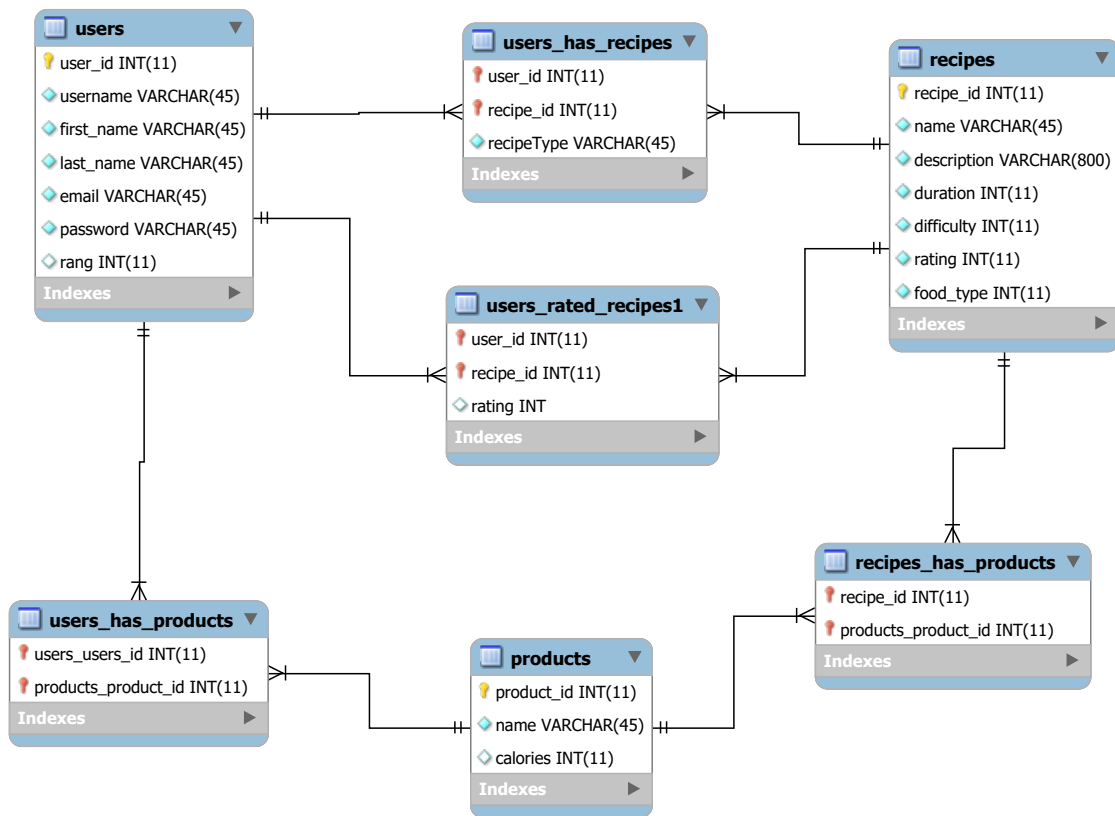 users
user_id INT(11)
username VARCHAR(45)
first_name VARCHAR(45)
last_name VARCHAR(45)
email VARCHAR(45)
password VARCHAR(45)
rang INT(11)
Indexes
users_has_recipes
user_id INT(11)
recipe_id INT(11)
recipeType VARCHAR(45)
Indexes
recipes
recipe_id INT(11)
name VARCHAR(45)
description VARCHAR(800)
duration INT(11)
difficulty INT(11)
rating INT(11)
food_type INT(11)
Indexes
users_rated_recipes1
user_id INT(11)
recipe_id INT(11)
rating INT
Indexes
users_has_products
users_users_id INT(11)
products_product_id INT(11)
Indexes
products
product_id INT(11)
name VARCHAR(45)
calories INT(11)
Indexes
recipes_has_products
recipe_id INT(11)
products_product_id INT(11)
Indexes